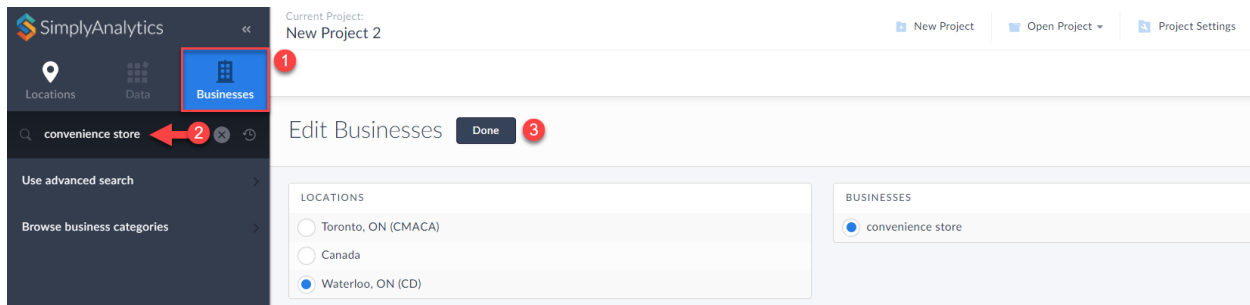 SimplyAnalytics «
Current Project:
New Project 2
New Project
Open Project
Project Settings
Locations
Data
Businesses
1
convenience store
2
Edit Businesses
Done
3
Use advanced search
Browse business categories
LOCATIONS
Toronto, ON (CMACA)
Canada
Waterloo, ON (CD)
BUSINESSES
convenience store